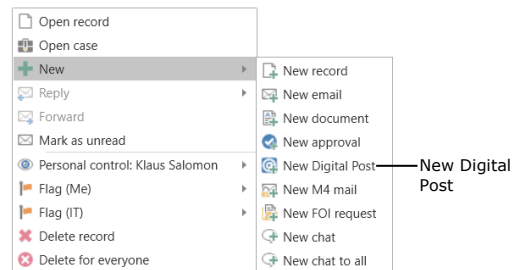 Open record
Open case
New
Reply
Forward
Mark as unread
Personal control: Klaus Salomon
Flag (Me)
Flag (IT)
Delete record
Delete for everyone
New record
New email
New document
New approval
New Digital Post
New M4 mail
New FOI request
New chat
New chat to all
New Digital
Post